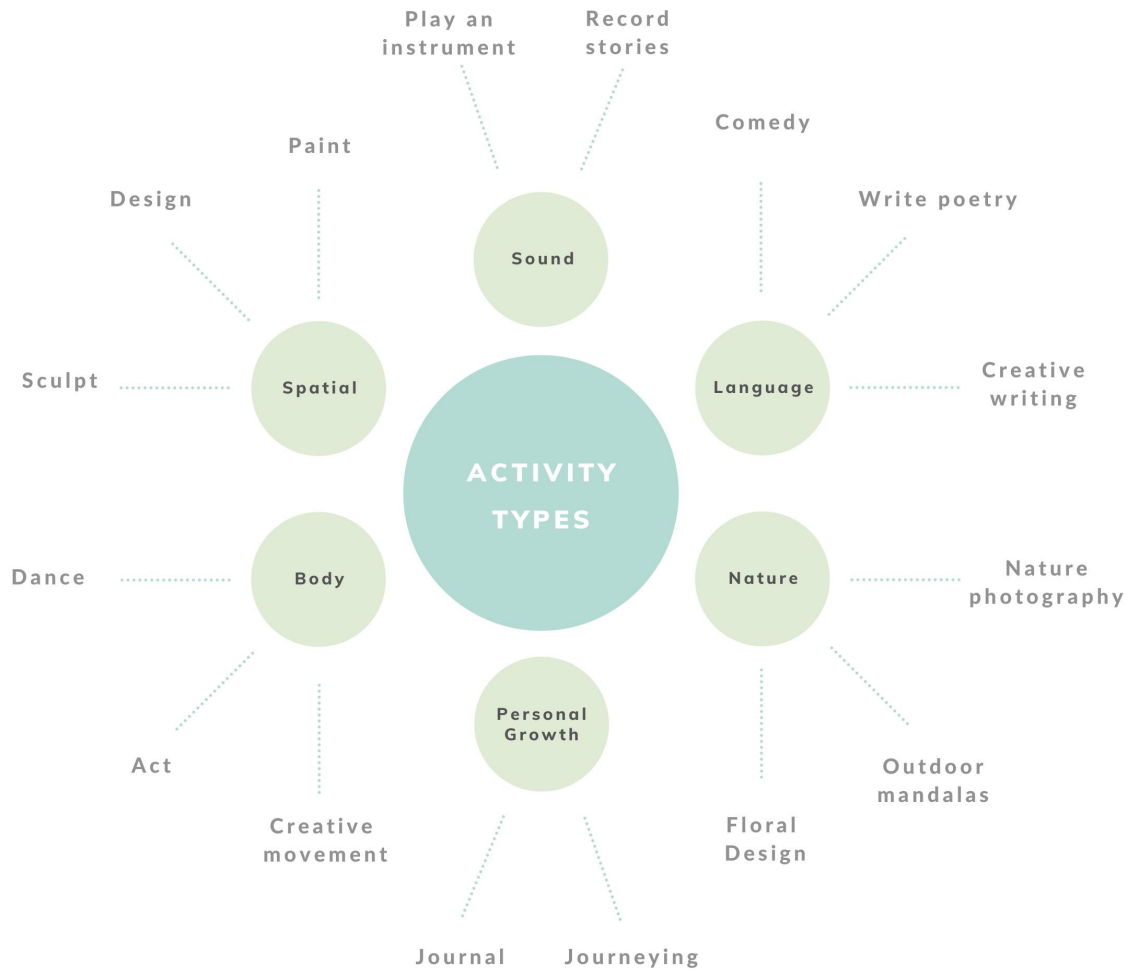 Play an
instrument
Record
stories
Comedy
Paint
Design
Write poetry
Sound
Sculpt
Spatial
Language
Creative
writing
ACTIVITY
TYPES
Dance
Body
Nature
Nature
photography
Personal
Growth
Act
Outdoor
mandalas
Creative
movement
Floral
Design
Journal
Journeying